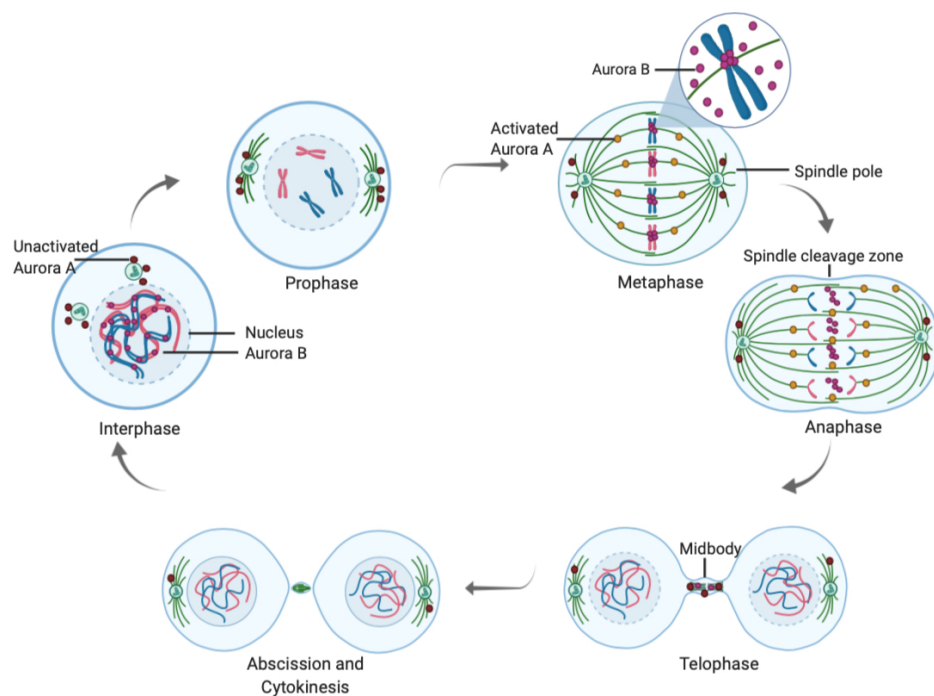 Aurora B
Activated
Aurora A
Spindle pole
Unactivated
Aurora A
Prophase
Metaphase
Spindle cleavage zone
Nucleus
Aurora B
Interphase
Anaphase
Midbody
Abscission and
Cytokinesis
Telophase